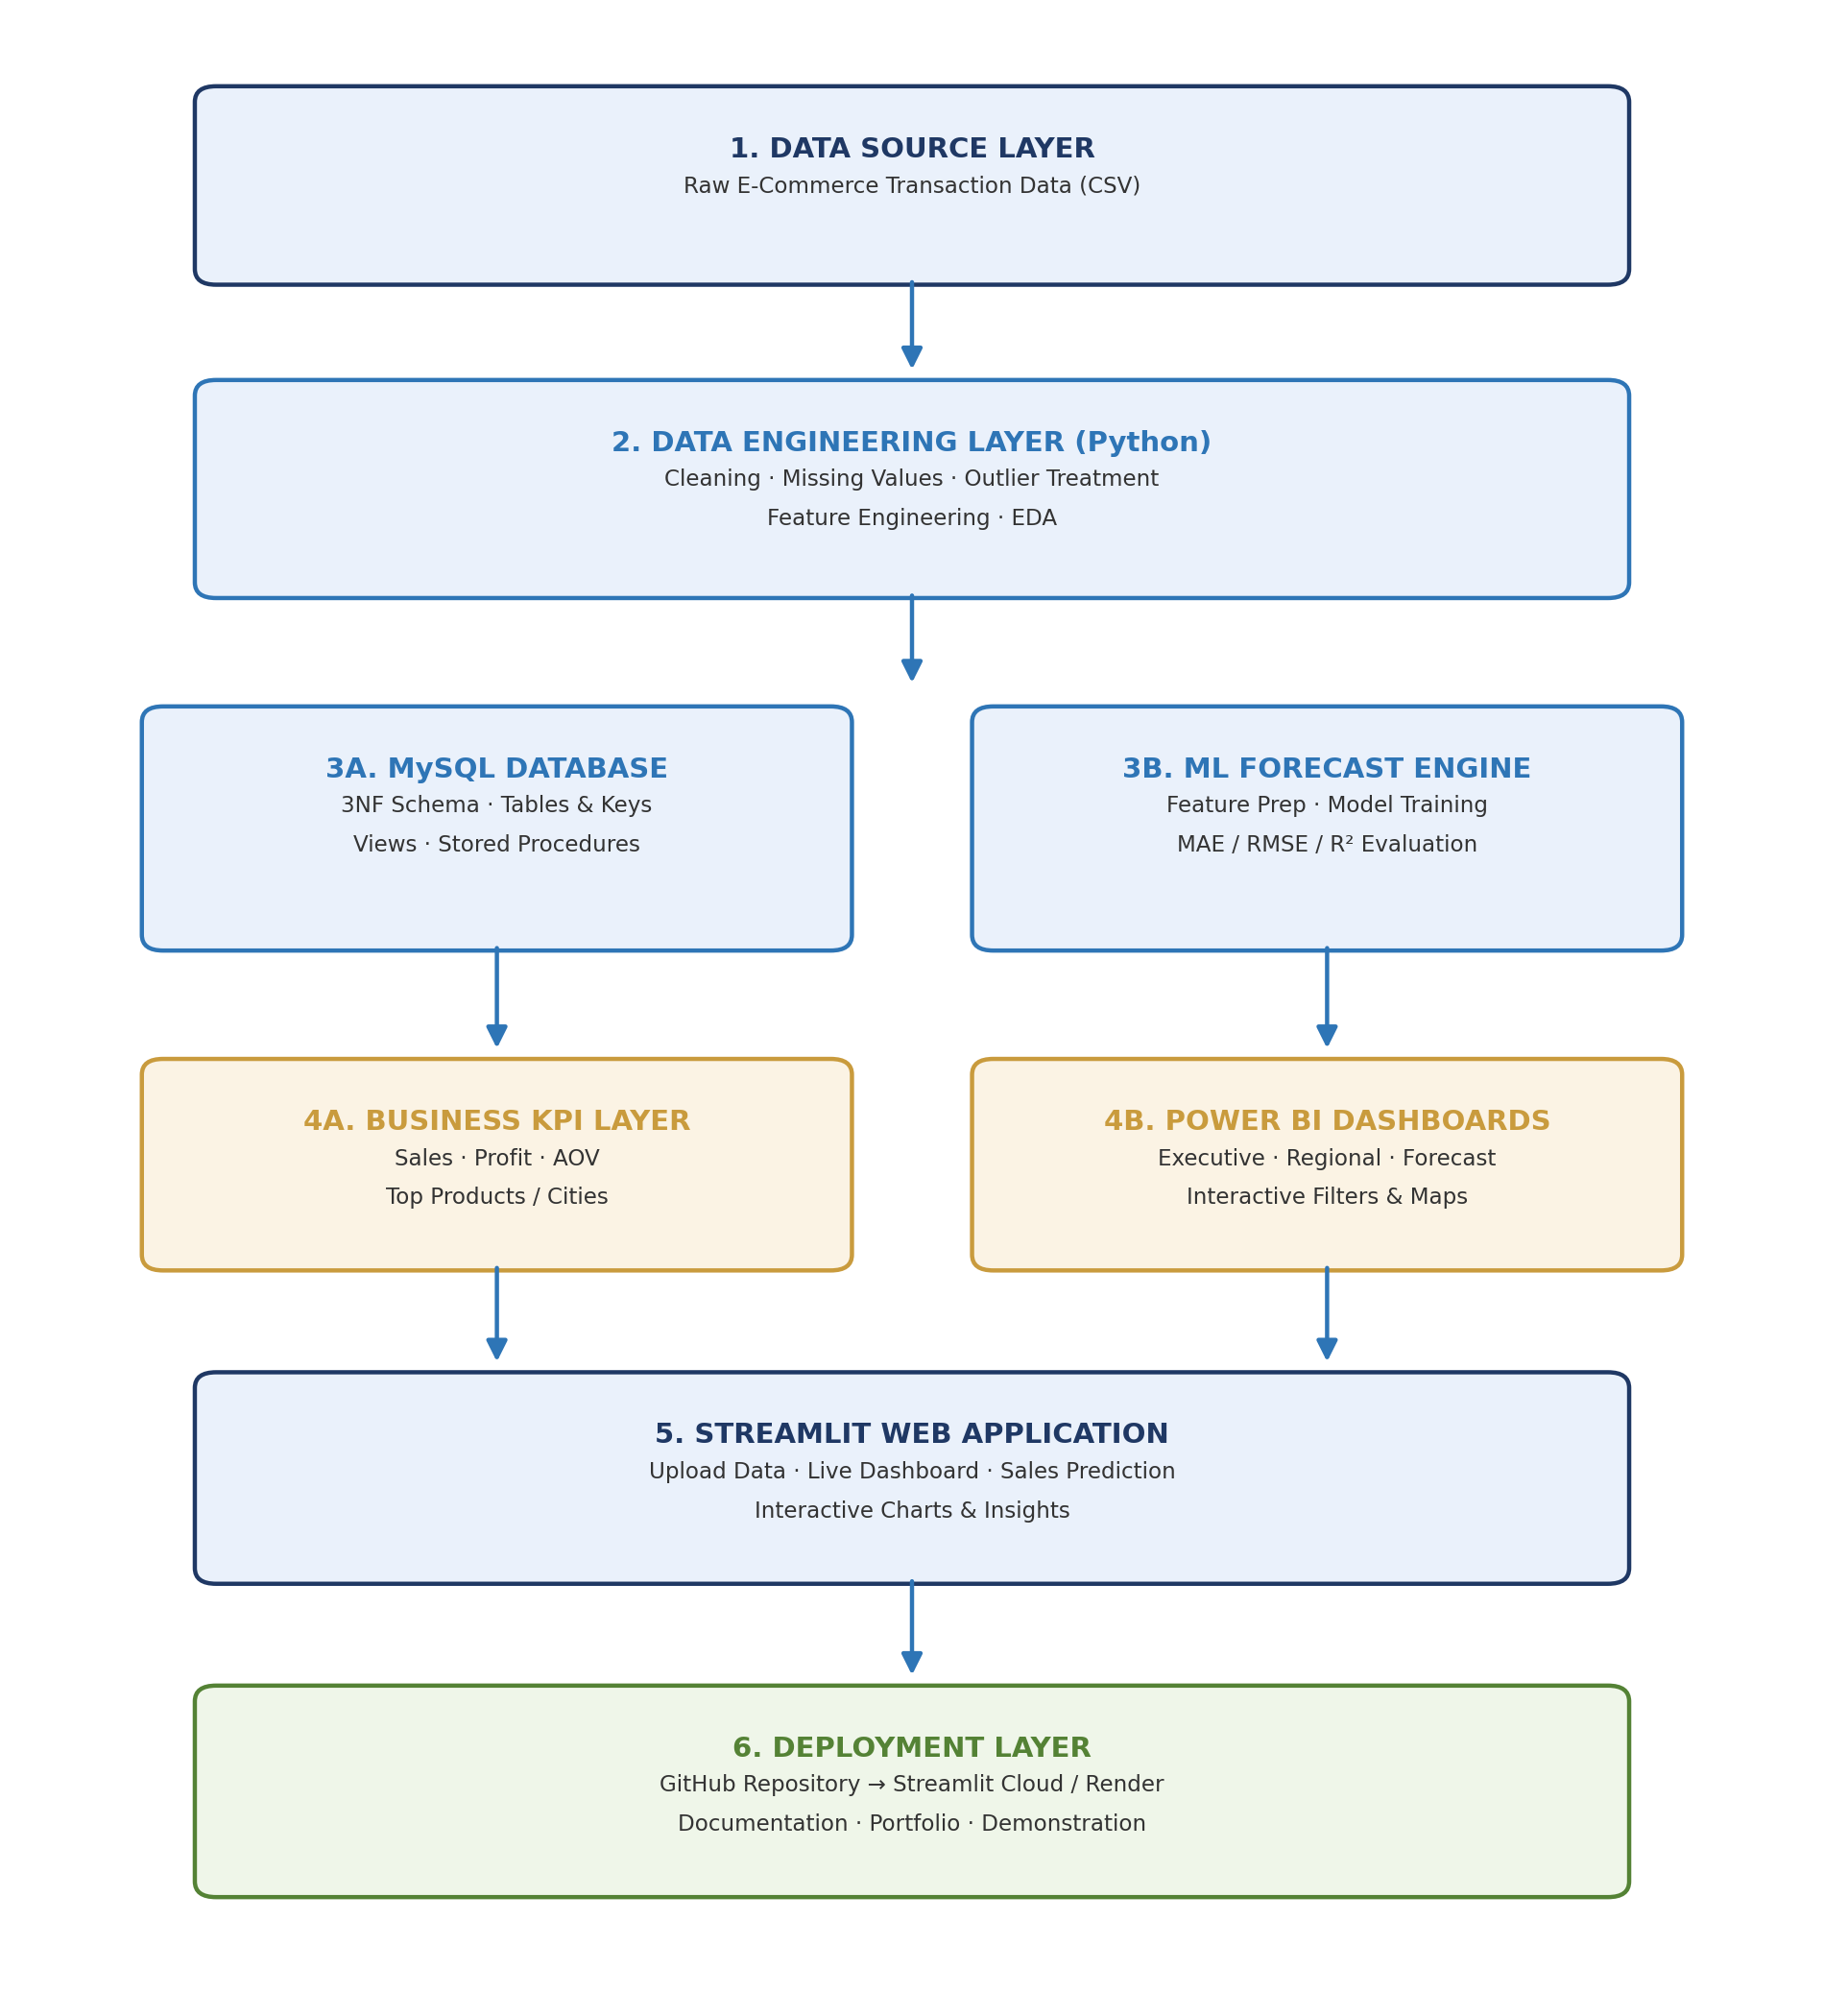 1. DATA SOURCE LAYER
Raw E-Commerce Transaction Data (CSV)
2. DATA ENGINEERING LAYER (Python)
Cleaning · Missing Values · Outlier Treatment
Feature Engineering · EDA
3A. MySQL DATABASE
3NF Schema · Tables & Keys
Views · Stored Procedures
3B. ML FORECAST ENGINE
Feature Prep · Model Training
MAE / RMSE / R² Evaluation
4A. BUSINESS KPI LAYER
Sales · Profit · AOV
Top Products / Cities
4B. POWER BI DASHBOARDS
Executive · Regional · Forecast
Interactive Filters & Maps
5. STREAMLIT WEB APPLICATION
Upload Data · Live Dashboard · Sales Prediction
Interactive Charts & Insights
6. DEPLOYMENT LAYER
GitHub Repository → Streamlit Cloud / Render
Documentation · Portfolio · Demonstration